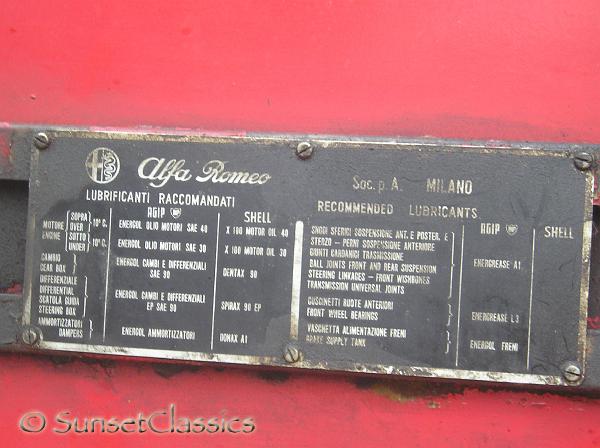 Alfa Romeo
LUBRIFICANTI RACCOMANDATI
AGIP BP SHELL
MOTORE SOPRA 10° C. ENERGOL OLIO MOTORI SAE 40 X 100 MOTOR OIL 40
ENGINE OVER
SOTTO 10° C. ENERGOL OLIO MOTORI SAE 30 X 100 MOTOR OIL 30
UNDER
CAMBIO ENERGOL CAMBI E DIFFERENZIALI DENTAX 90
GEAR BOX SAE 90
DIFFERENZIALE
DIFFERENTIAL ENERGOL CAMBI E DIFFERENZIALI SPIRAX 90 EP
SCATOLA GUIDA EP SAE 90
STEERING BOX
AMMORTIZZATORI ENERGOL AMMORTIZZATORI DONAX A1
DAMPERS
Soc. p. A. MILANO
RECOMMENDED LUBRICANTS
AGIP BP SHELL
SNODI SFERICI SOSPENSIONE ANT. E POSTER. E
STERZO - PERNI SOSPENSIONE ANTERIORE
GIUNTI CARDANICI TRASMISSIONE
BALL JOINTS FRONT AND REAR SUSPENSION ENERGREASE A1
STEERING LINKAGES - FRONT WISHBONES
TRANSMISSION UNIVERSAL JOINTS
CUSCINETTI RUOTE ANTERIORI
FRONT WHEEL BEARINGS ENERGREASE L3
VASCHETTA ALIMENTAZIONE FRENI
BRAKE SUPPLY TANK ENERGOL FRENI
© SunsetClassics